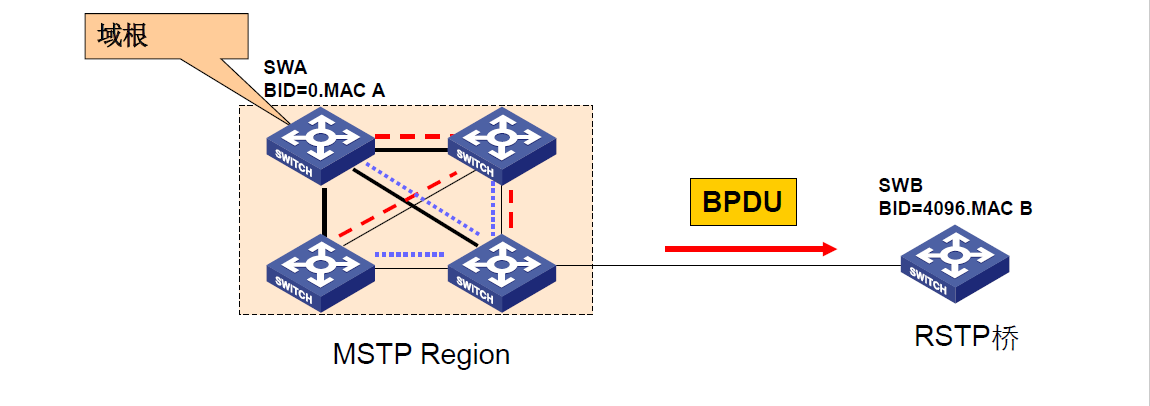 域根
SWA
BID=0.MAC A
SWITCH
SWITCH
SWITCH
SWITCH
MSTP Region
BPDU
SWB
BID=4096.MAC B
SWITCH
RSTP桥